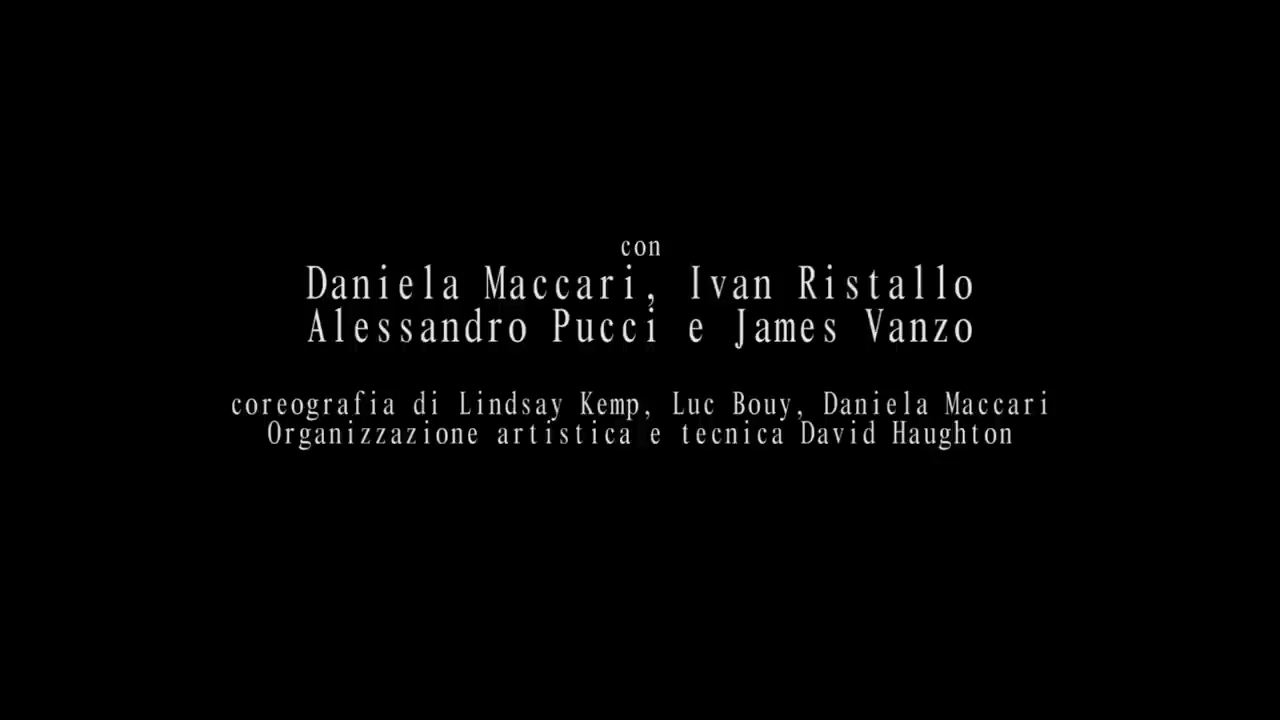 con
Daniela Maccari, Ivan Ristallo
Alessandro Pucci e James Vanzo
coreografia di Lindsay Kemp, Luc Bouy, Daniela Maccari
Organizzazione artistica e tecnica David Haughton